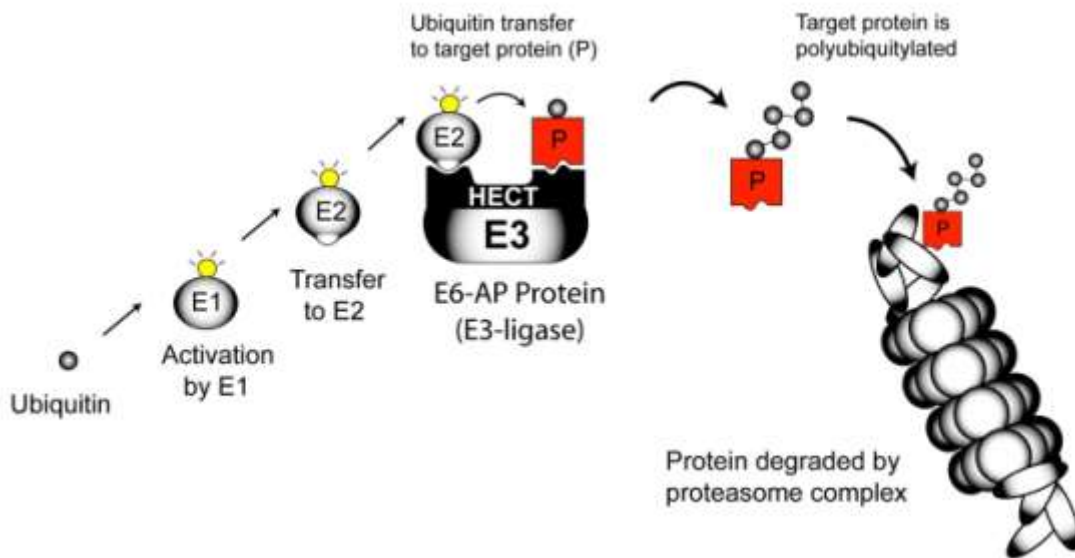 Ubiquitin
E1
Activation
by E1
E2
Transfer
to E2
Ubiquitin transfer
to target protein (P)
E2
P
HECT
E3
E6-AP Protein
(E3-ligase)
Target protein is
polyubiquitylated
P
P
Protein degraded by
proteasome complex